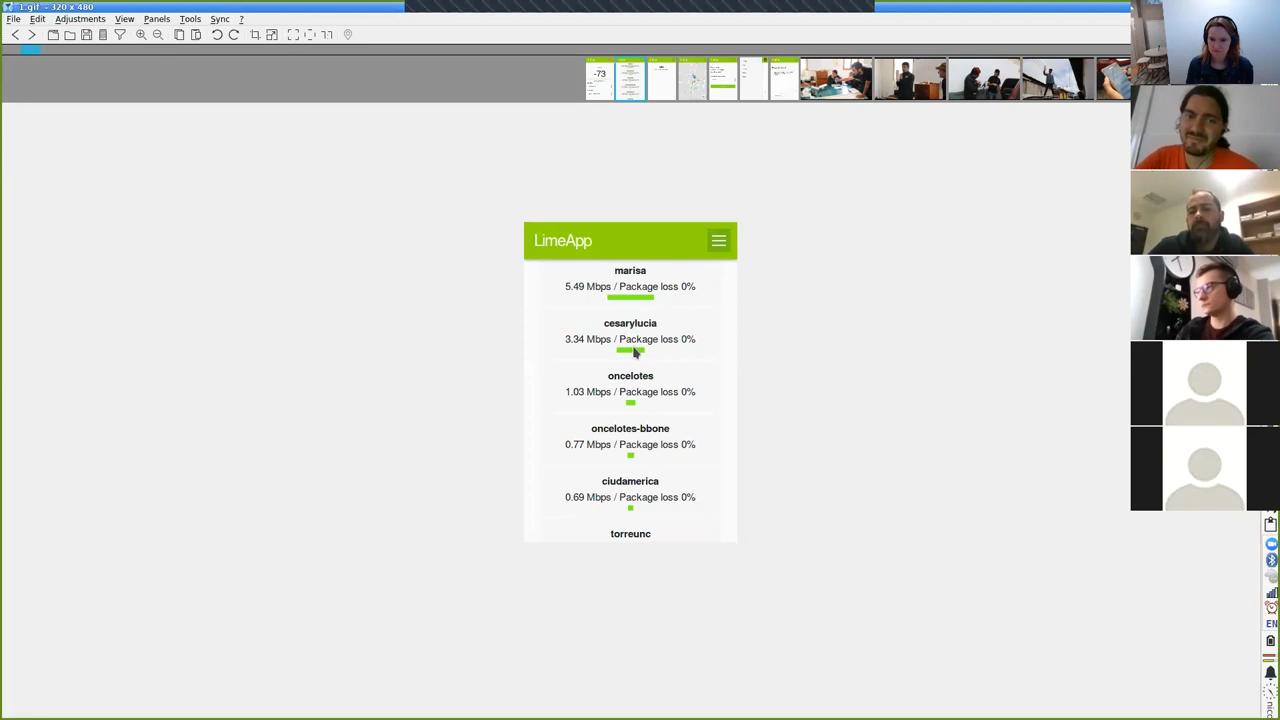 1.gif - 320 x 480
File Edit Adjustments View Panels Tools Sync ?
-73
LimeApp
marisa
5.49 Mbps / Package loss 0%
cesarylucia
3.34 Mbps / Package loss 0%
oncelotes
1.03 Mbps / Package loss 0%
oncelotes-bbone
0.77 Mbps / Package loss 0%
ciudamerica
0.69 Mbps / Package loss 0%
torreunc
EN